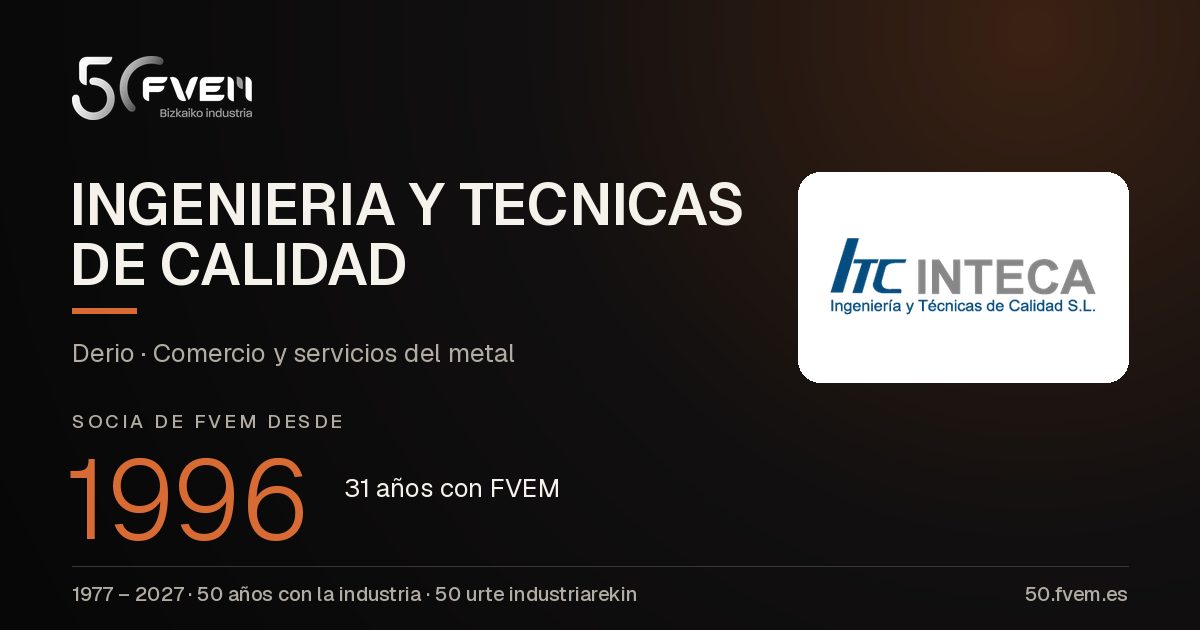 50 FVEM
Bizkaiko industria
INGENIERIA Y TECNICAS
DE CALIDAD
ITC INTECA
Ingeniería y Técnicas de Calidad S.L.
Derio · Comercio y servicios del metal
SOCIA DE FVEM DESDE
1996
31 años con FVEM
1977 – 2027 · 50 años con la industria · 50 urte industriarekin
50.fvem.es